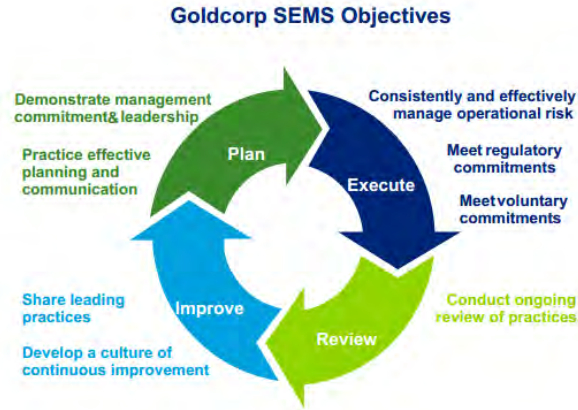 Goldcorp SEMS Objectives
Demonstrate management
commitment& leadership
Practice effective
planning and
communication
Plan
Consistently and effectively
manage operational risk
Meet regulatory
commitments
Meet voluntary
commitments
Execute
Share leading
practices
Develop a culture of
continuous improvement
Improve
Conduct ongoing
review of practices
Review